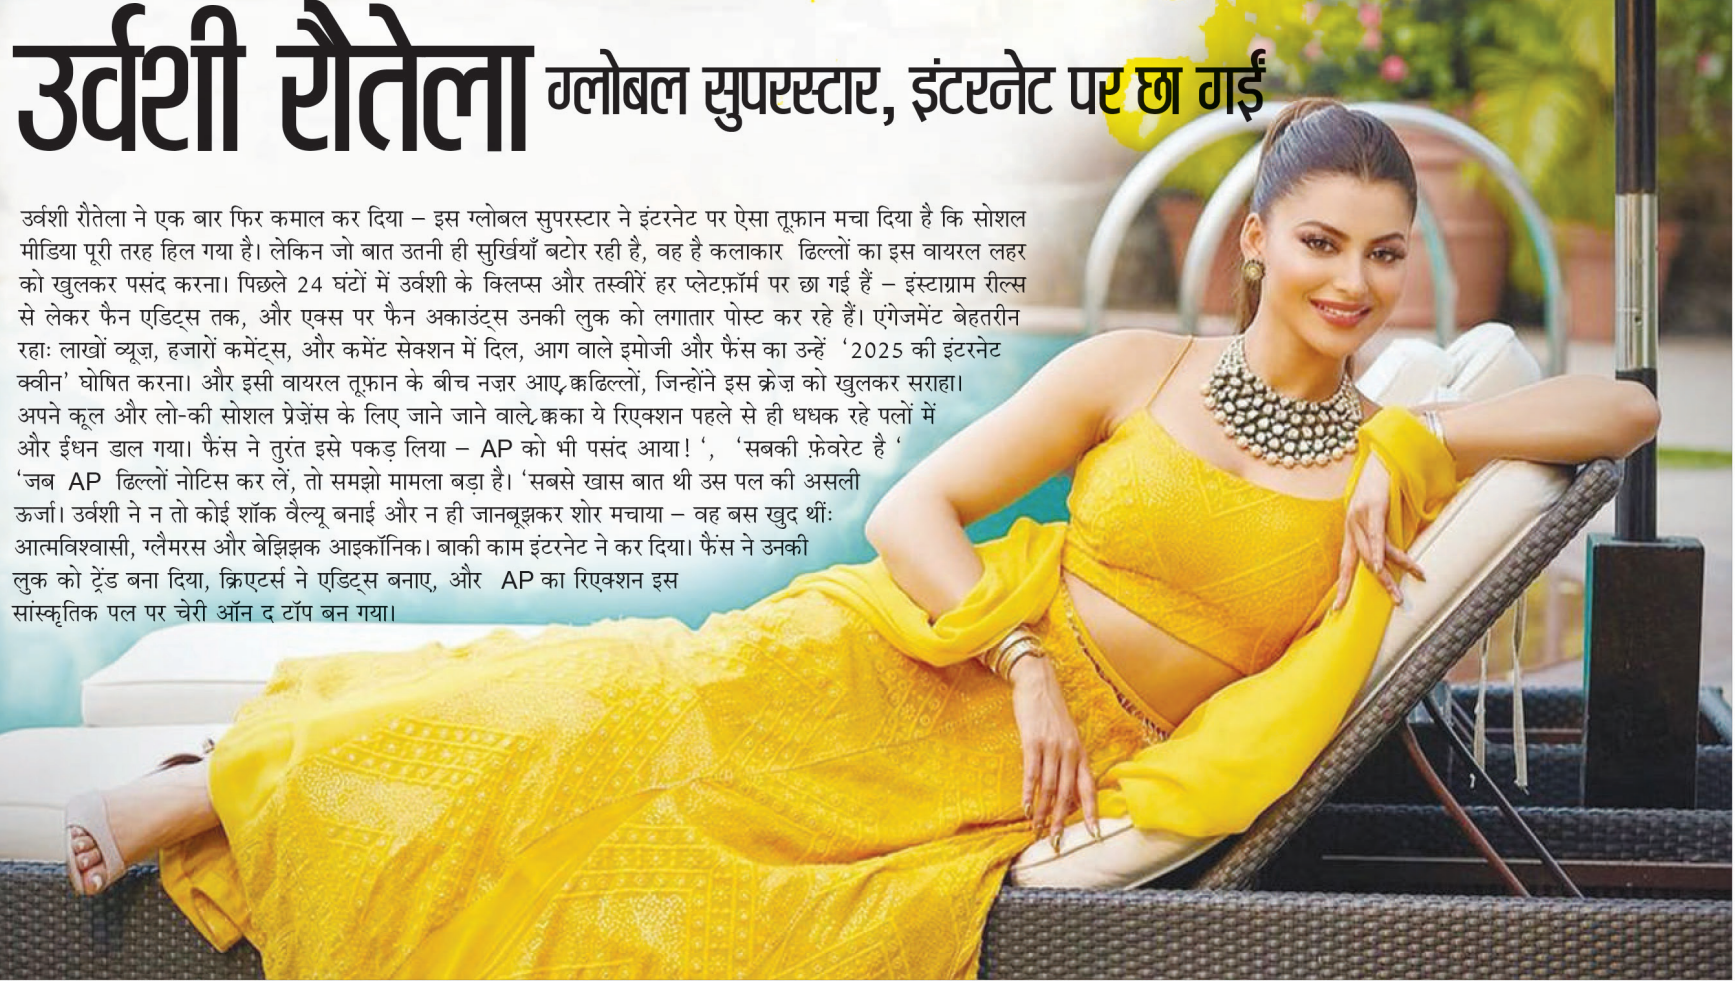 उर्वशी रौतेला ग्लोबल सुपरस्टार, इंटरनेट पर छा गईं
उर्वशी रौतेला ने एक बार फिर कमाल कर दिया – इस ग्लोबल सुपरस्टार ने इंटरनेट पर ऐसा तूफ़ान मचा दिया है कि सोशल
मीडिया पूरी तरह हिल गया है। लेकिन जो बात उतनी ही सुर्खियाँ बटोर रही है, वह है कलाकार ढिल्लों का इस वायरल लहर
को खुलकर पसंद करना। पिछले 24 घंटों में उर्वशी के क्लिप्स और तस्वीरें हर प्लेटफ़ॉर्म पर छा गई हैं – इंस्टाग्राम रील्स
से लेकर फैन एडिट्स तक, और एक्स पर फैन अकाउंट्स उनकी लुक को लगातार पोस्ट कर रहे हैं। एंगेजमेंट बेहतरीन
रहाः लाखों व्यूज़, हजारों कमेंट्स, और कमेंट सेक्शन में दिल, आग वाले इमोजी और फैंस का उन्हें ‘2025 की इंटरनेट
क्वीन’ घोषित करना। और इसी वायरल तूफ़ान के बीच नज़र आए क्कढिल्लों, जिन्होंने इस क्रेज़ को खुलकर सराहा।
अपने कूल और लो-की सोशल प्रेज़ेंस के लिए जाने जाने वाले क्कका ये रिएक्शन पहले से ही धधक रहे पलों में
और ईधन डाल गया। फैंस ने तुरंत इसे पकड़ लिया – AP को भी पसंद आया! ‘, ‘सबकी फ़ेवरेट है ‘
‘जब AP ढिल्लों नोटिस कर लें, तो समझो मामला बड़ा है। ‘सबसे खास बात थी उस पल की असली
ऊर्जा। उर्वशी ने न तो कोई शॉक वैल्यू बनाई और न ही जानबूझकर शोर मचाया – वह बस खुद थींः
आत्मविश्वासी, ग्लैमरस और बेझिझक आइकॉनिक। बाकी काम इंटरनेट ने कर दिया। फैंस ने उनकी
लुक को ट्रेंड बना दिया, क्रिएटर्स ने एडिट्स बनाए, और AP का रिएक्शन इस
सांस्कृतिक पल पर चेरी ऑन द टॉप बन गया।